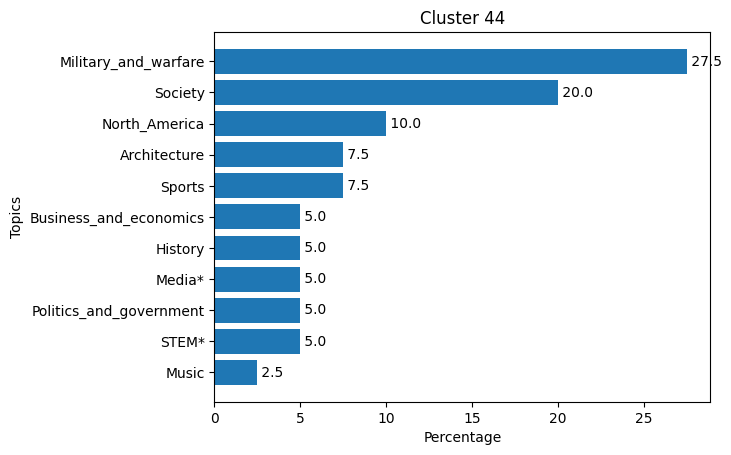 Cluster 44
Topics
Military_and_warfare 27.5
Society 20.0
North_America 10.0
Architecture 7.5
Sports 7.5
Business_and_economics 5.0
History 5.0
Media* 5.0
Politics_and_government 5.0
STEM* 5.0
Music 2.5
0 5 10 15 20 25
Percentage